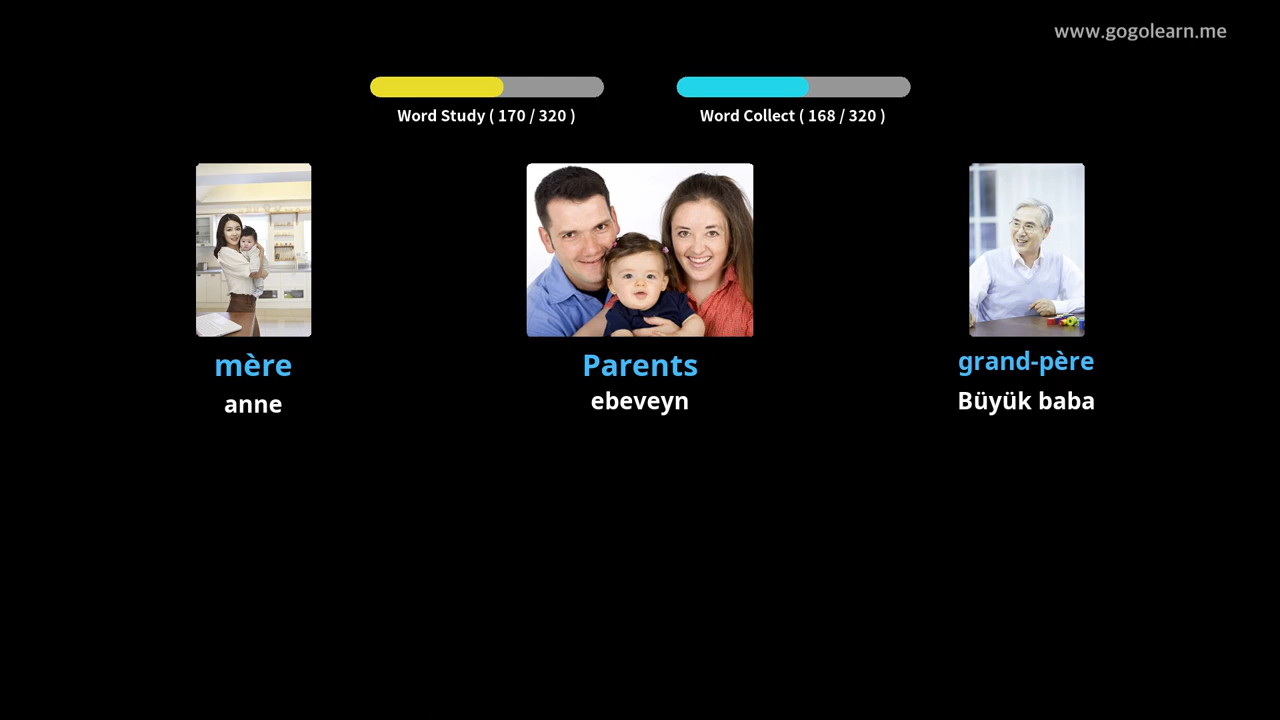 www.gogolearn.me
Word Study ( 170 / 320 )
Word Collect ( 168 / 320 )
mère
Parents
grand-père
anne
ebeveyn
Büyük baba